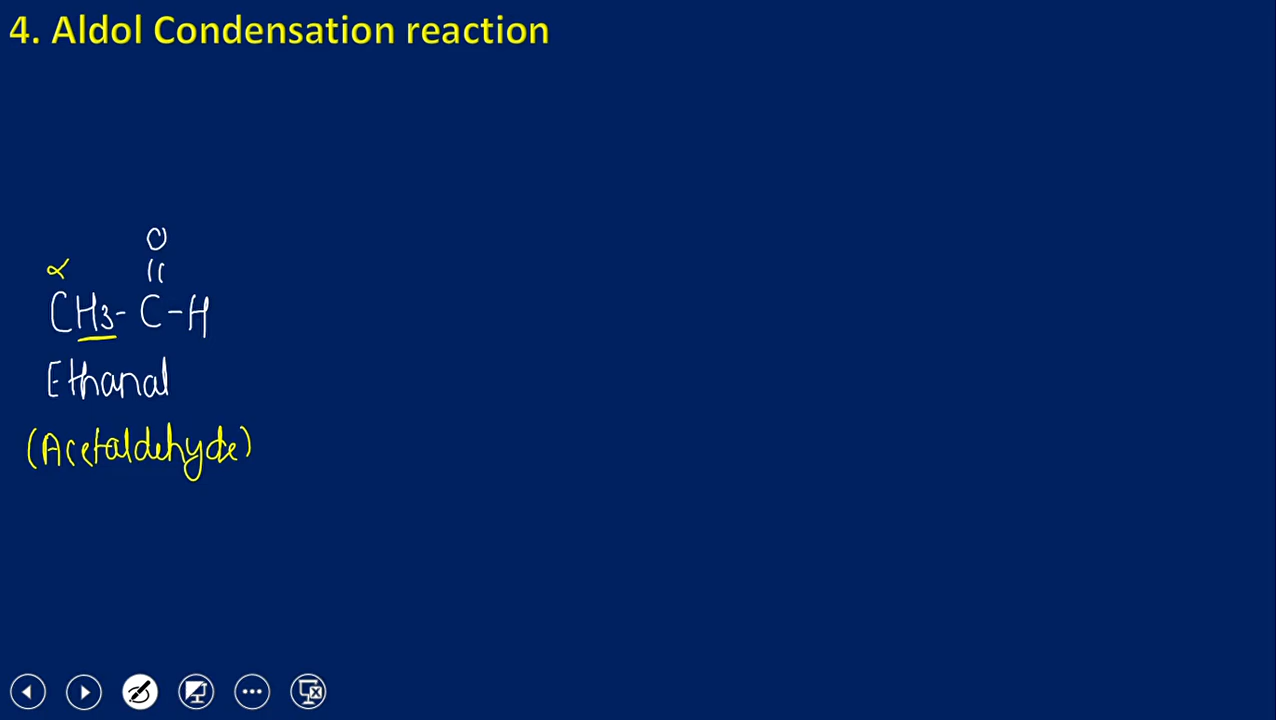 4. Aldol Condensation reaction
O
α
CH3- C -H
Ethanal
(Acetaldehyde)